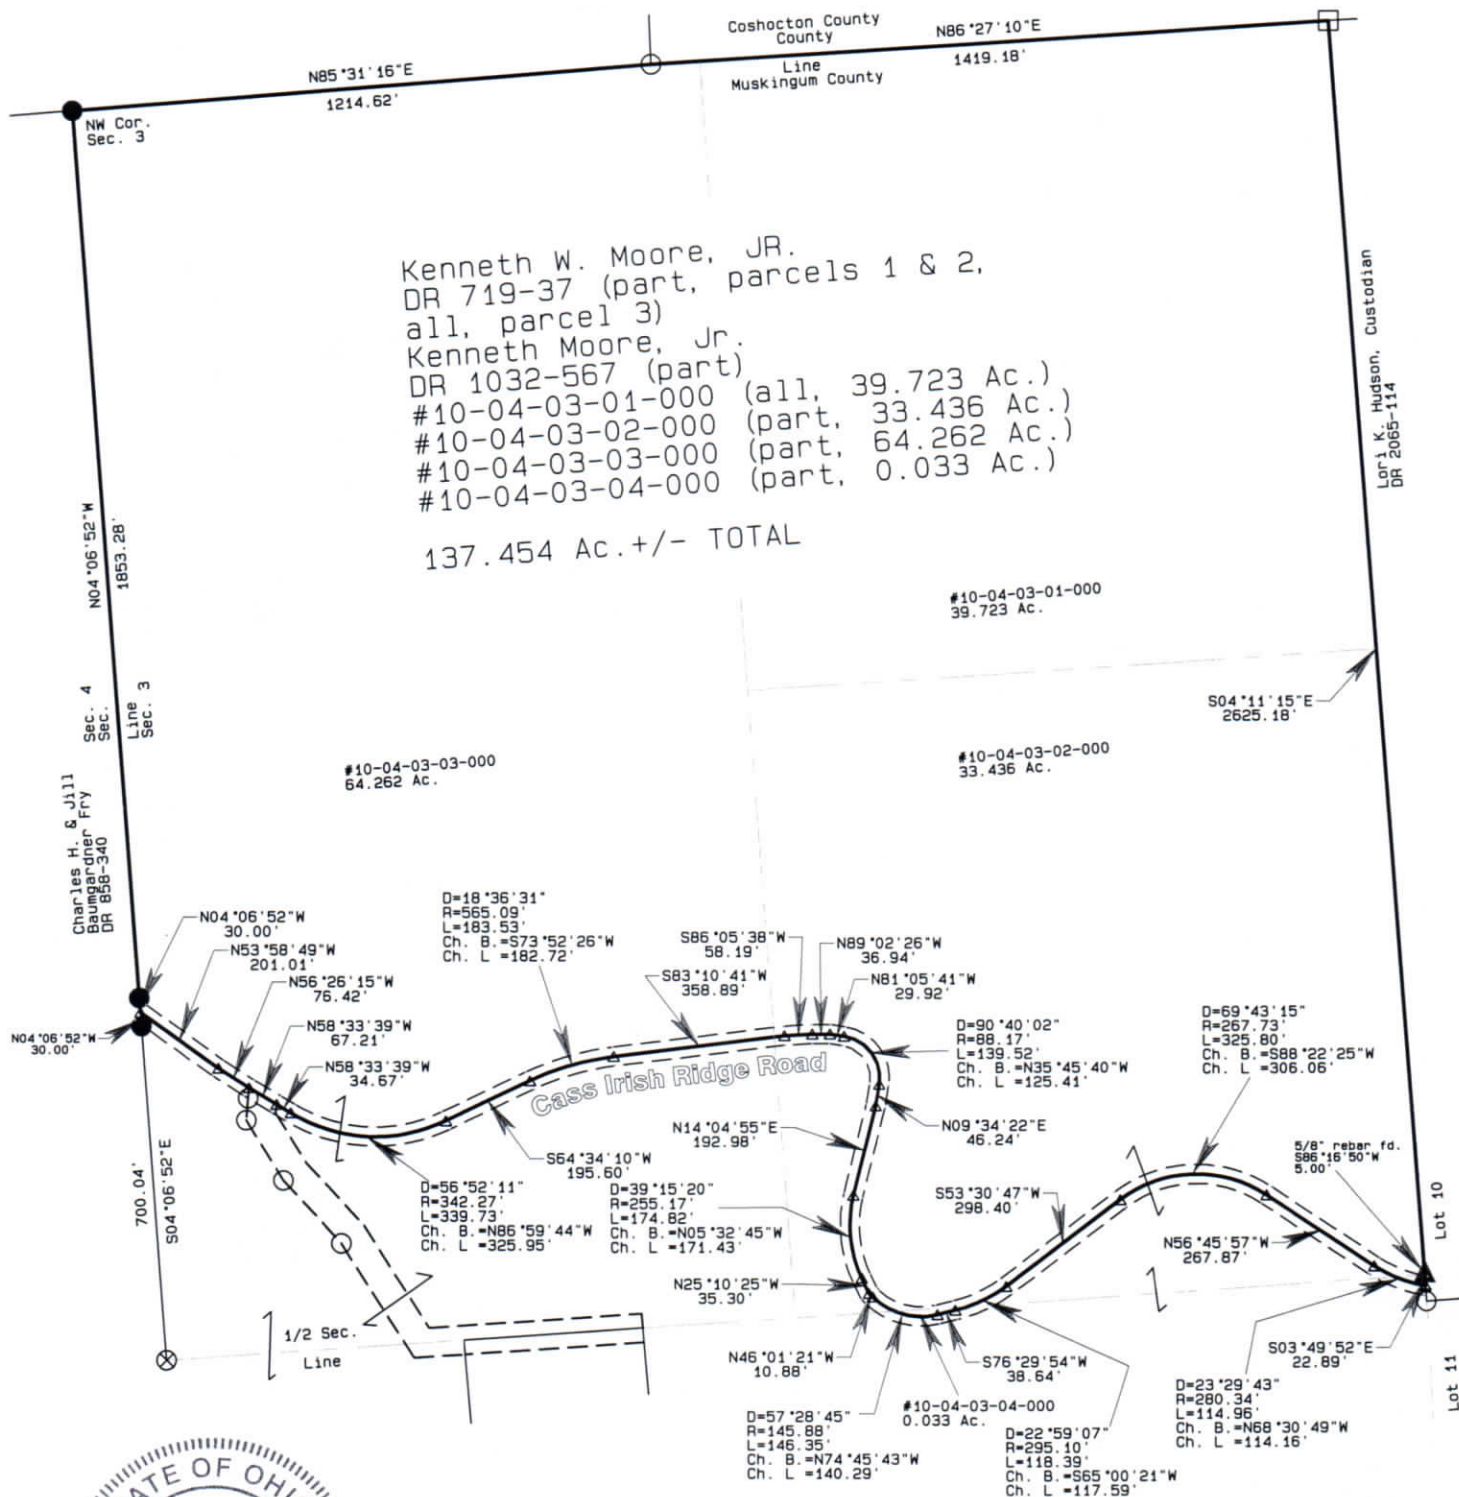 Coshocton County
County
Line
Muskingum County
N85°31'16"E
1214.62'
N86°27'10"E
1419.18'
NW Cor.
Sec. 3
Kenneth W. Moore, JR.
DR 719-37 (part, parcels 1 & 2,
all, parcel 3)
Kenneth Moore, Jr.
DR 1032-567 (part)
#10-04-03-01-000 (all, 39.723 Ac.)
#10-04-03-02-000 (part, 33.436 Ac.)
#10-04-03-03-000 (part, 64.262 Ac.)
#10-04-03-04-000 (part, 0.033 Ac.)
137.454 Ac.+/- TOTAL
Lori K. Hudson, Custodian
DR 2065-114
N04°06'52"W
1853.28'
Sec. 4
Sec.
Line
Sec. 3
#10-04-03-01-000
39.723 Ac.
S04°11'15"E
2625.18'
#10-04-03-03-000
64.262 Ac.
#10-04-03-02-000
33.436 Ac.
Charles H. & Jill
Baumgardner Fry
DR 858-340
N04°06'52"W
30.00'
N53°58'49"W
201.01'
N56°26'15"W
76.42'
N58°33'39"W
67.21'
N58°33'39"W
34.67'
N04°06'52"W
30.00'
D=18°36'31"
R=565.09'
L=183.53'
Ch. B.=S73°52'26"W
Ch. L =182.72'
S83°10'41"W
358.89'
S86°05'38"W
58.19'
N89°02'26"W
36.94'
N81°05'41"W
29.92'
D=90°40'02"
R=88.17'
L=139.52'
Ch. B.=N35°45'40"W
Ch. L =125.41'
D=69°43'15"
R=267.73'
L=325.80'
Ch. B.=S88°22'25"W
Ch. L =306.06'
Cass Irish Ridge Road
N14°04'55"E
192.98'
N09°34'22"E
46.24'
5/8" rebar fd.
S86°16'50"W
5.00'
S64°34'10"W
195.60'
D=56°52'11"
R=342.27'
L=339.73'
Ch. B.=N86°59'44"W
Ch. L =325.95'
D=39°15'20"
R=255.17'
L=174.82'
Ch. B.=N05°32'45"W
Ch. L =171.43'
S53°30'47"W
298.40'
N56°45'57"W
267.87'
Lot 10
700.04'
S04°06'52"E
N25°10'25"W
35.30'
1/2 Sec.
Line
N46°01'21"W
10.88'
S76°29'54"W
38.64'
S03°49'52"E
22.89'
Lot 11
#10-04-03-04-000
0.033 Ac.
D=57°28'45"
R=145.88'
L=146.35'
Ch. B.=N74°45'43"W
Ch. L =140.29'
D=22°59'07"
R=295.10'
L=118.39'
Ch. B.=S65°00'21"W
Ch. L =117.59'
D=23°29'43"
R=280.34'
L=114.96'
Ch. B.=N68°30'49"W
Ch. L =114.16'